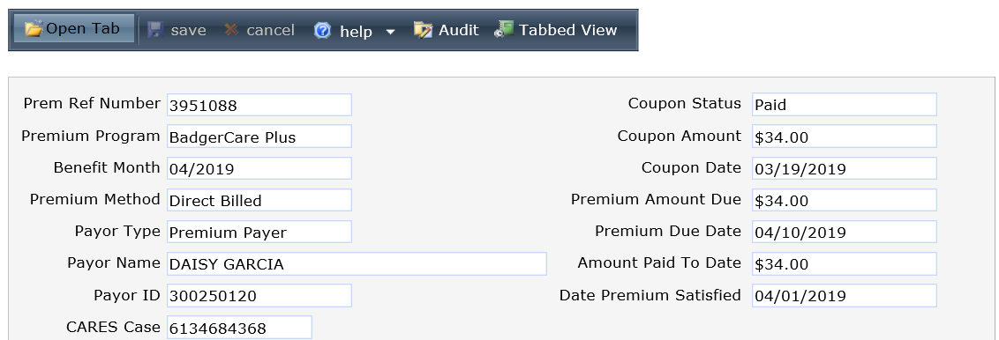 Open Tab save cancel help Audit Tabbed View
Prem Ref Number 3951088 Coupon Status Paid
Premium Program BadgerCare Plus Coupon Amount $34.00
Benefit Month 04/2019 Coupon Date 03/19/2019
Premium Method Direct Billed Premium Amount Due $34.00
Payor Type Premium Payer Premium Due Date 04/10/2019
Payor Name DAISY GARCIA Amount Paid To Date $34.00
Payor ID 300250120 Date Premium Satisfied 04/01/2019
CARES Case 6134684368